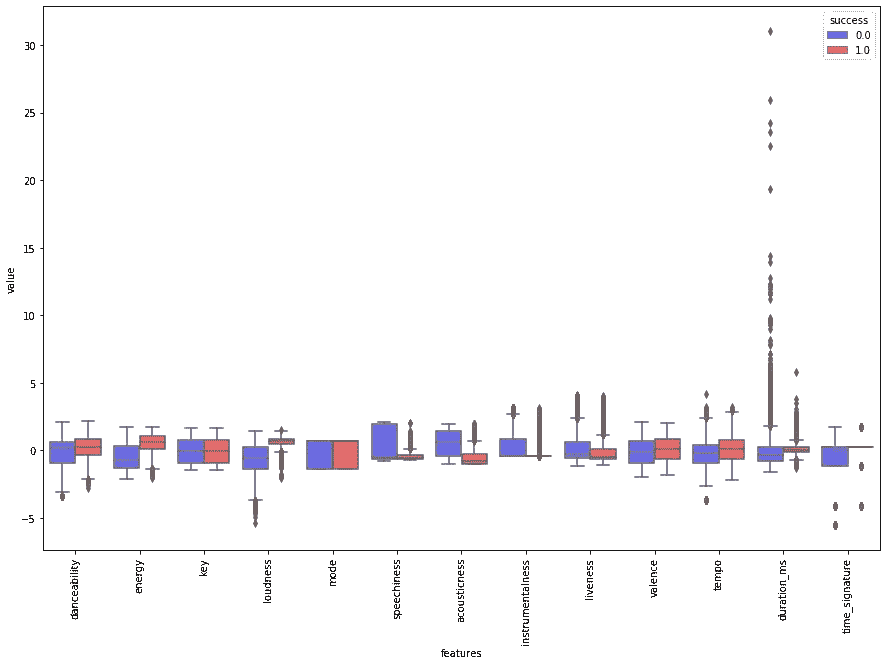 success
0.0
1.0
30
25
20
15
10
5
0
−5
value
danceability
energy
key
loudness
mode
speechiness
acousticness
instrumentalness
liveness
valence
tempo
duration_ms
time_signature
features